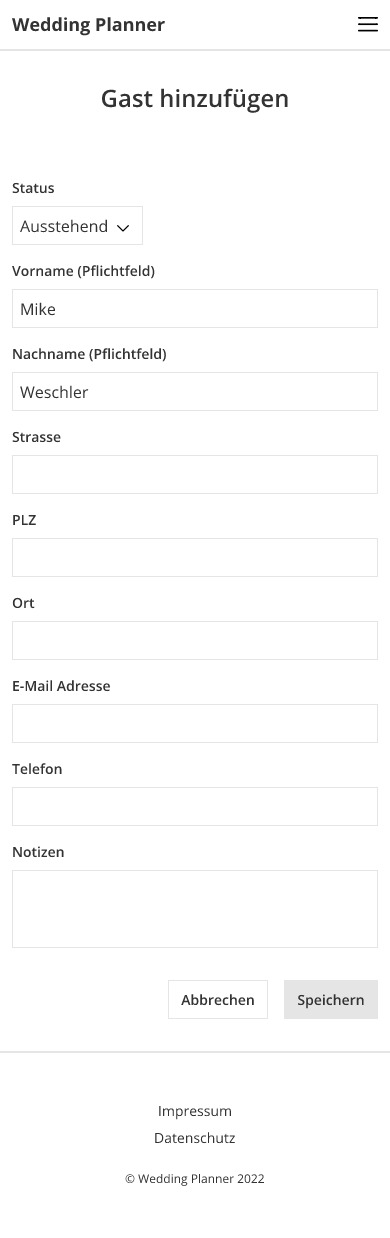 Wedding Planner
Gast hinzufügen
Status
Ausstehend
Vorname (Pflichtfeld)
Mike
Nachname (Pflichtfeld)
Weschler
Strasse
PLZ
Ort
E-Mail Adresse
Telefon
Notizen
Abbrechen Speichern
Impressum
Datenschutz
© Wedding Planner 2022